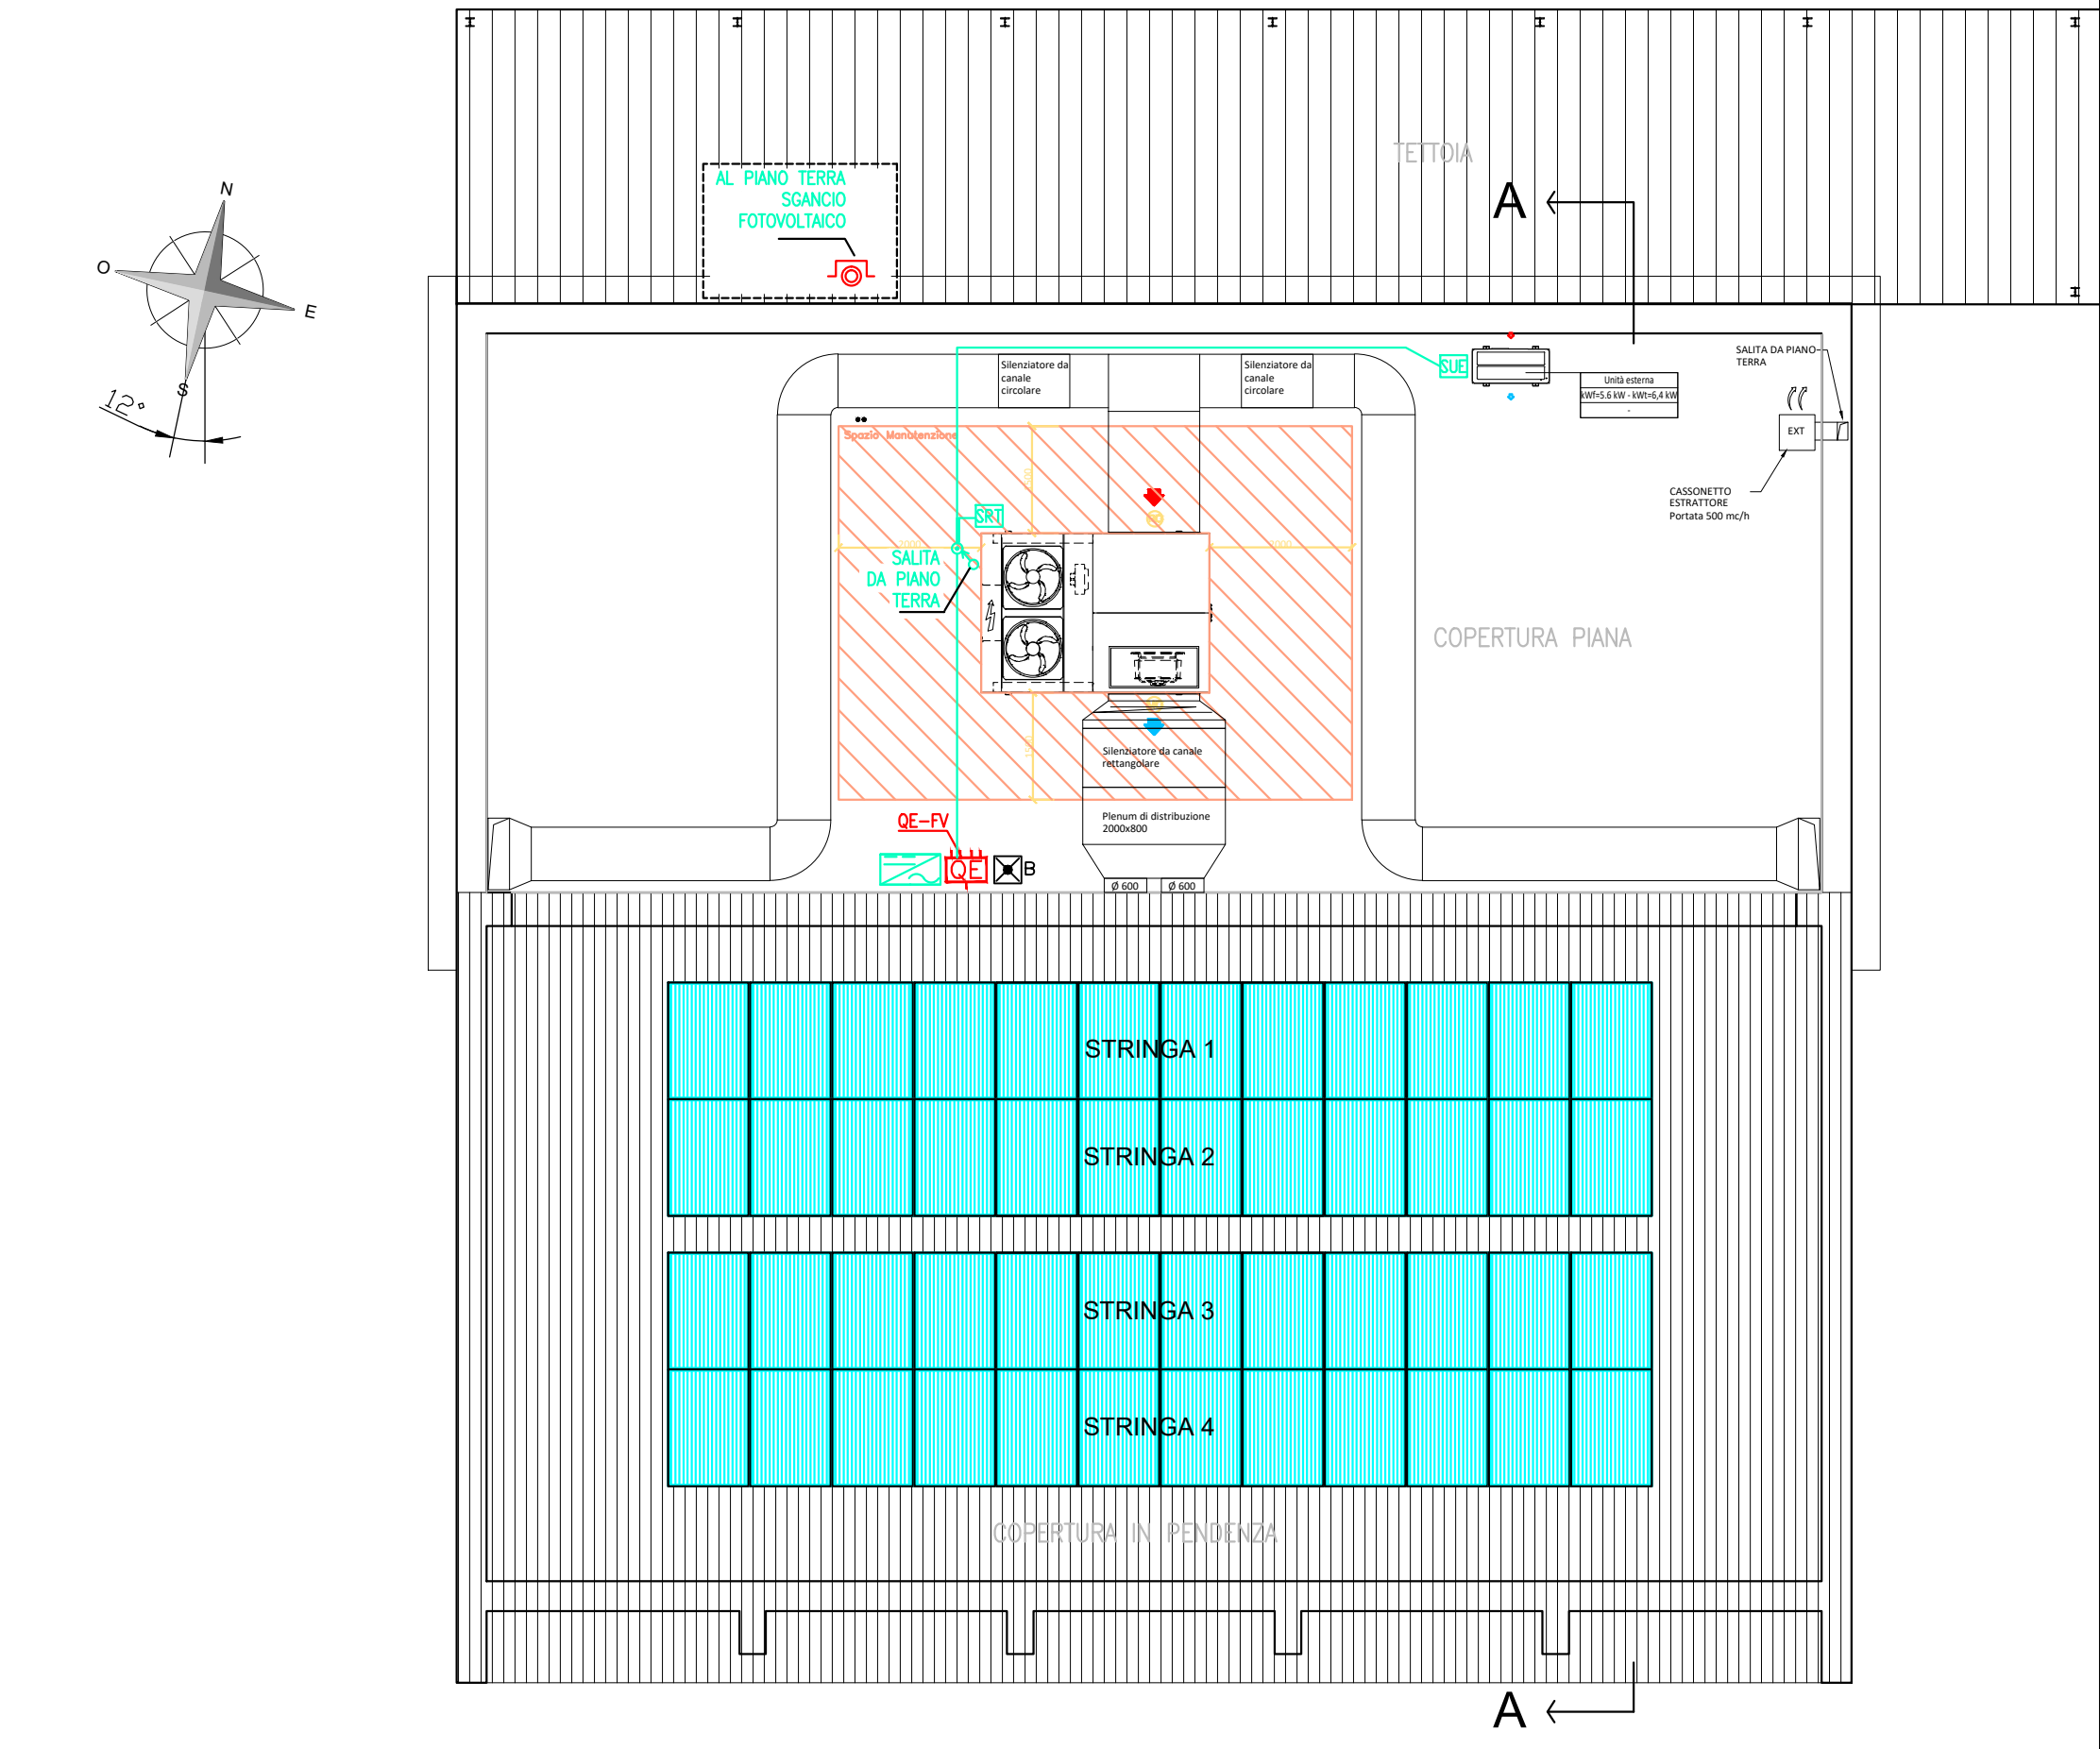 TETTOIA
AL PIANO TERRA
SGANCIO
FOTOVOLTAICO
A
N
O
E
S
12°
Silenziatore da
canale
circolare
Silenziatore da
canale
circolare
SUE
Unità esterna
kWf=5.6 kW - kWt=6,4 kW
-
SALITA DA PIANO
TERRA
EXT
CASSONETTO
ESTRATTORE
Portata 500 mc/h
Spazio Manutenzione
SRT
2000
2000
SALITA
DA PIANO
TERRA
COPERTURA PIANA
1500
Silenziatore da canale
rettangolare
Plenum di distribuzione
2000x800
QE-FV
QE
B
Ø 600
Ø 600
STRINGA 1
STRINGA 2
STRINGA 3
STRINGA 4
COPERTURA IN PENDENZA
A